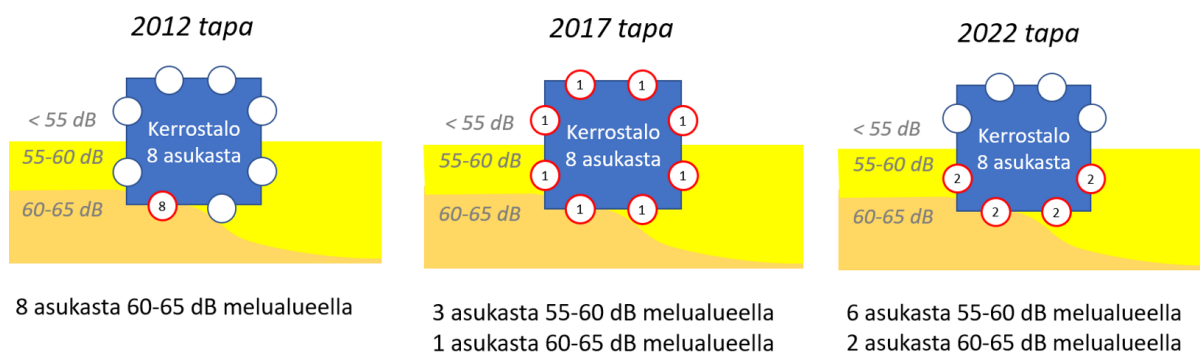 2012 tapa
< 55 dB
55-60 dB
60-65 dB
Kerrostalo
8 asukasta
8
8 asukasta 60-65 dB melualueella
2017 tapa
1 1
1 1
< 55 dB
Kerrostalo
8 asukasta
55-60 dB
1 1
60-65 dB
1 1
3 asukasta 55-60 dB melualueella
1 asukasta 60-65 dB melualueella
2022 tapa
< 55 dB
Kerrostalo
8 asukasta
55-60 dB
2 2
60-65 dB
2 2
6 asukasta 55-60 dB melualueella
2 asukasta 60-65 dB melualueella